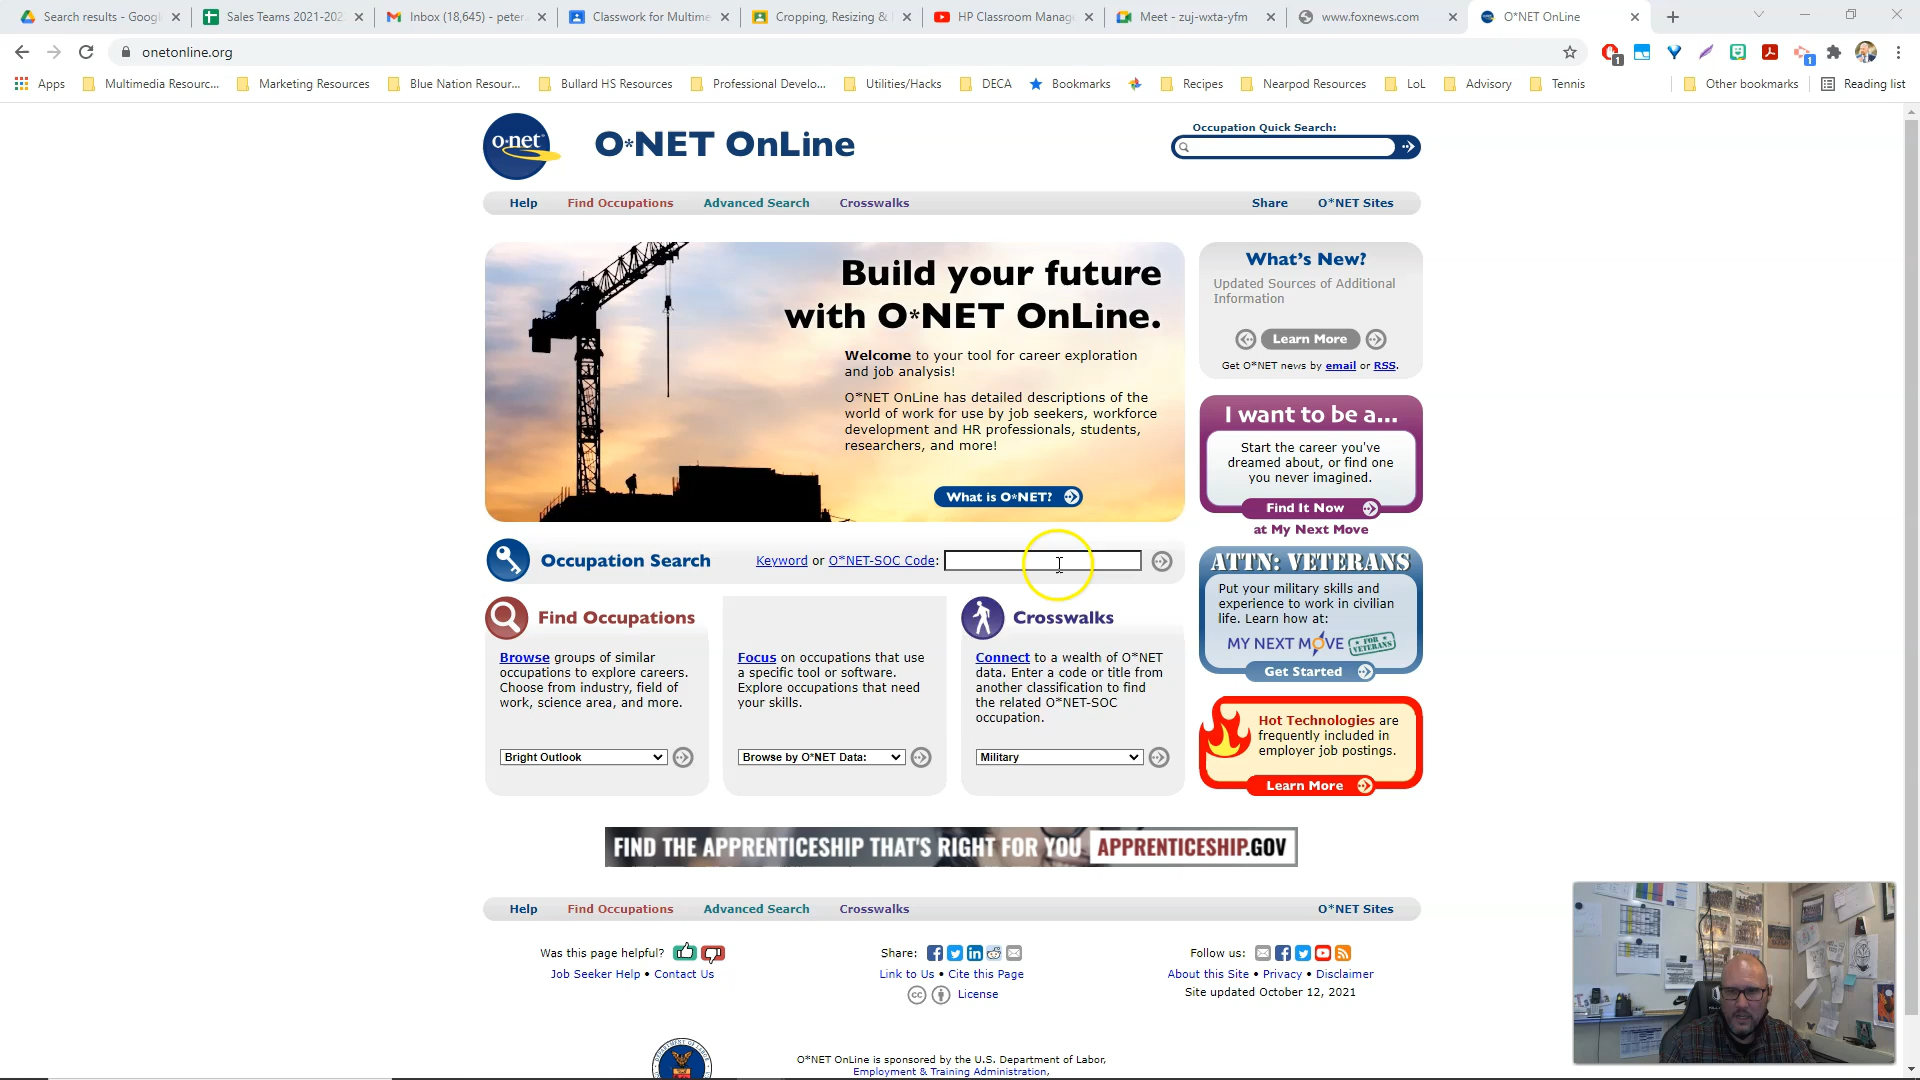 Search results - Googl
Sales Teams 2021-202
Inbox (18,645) - peter
Classwork for Multime
Cropping, Resizing &
HP Classroom Manag
Meet - zuj-wxta-yfm
www.foxnews.com
O*NET OnLine
onetonline.org
Apps
Multimedia Resourc...
Marketing Resources
Blue Nation Resour...
Bullard HS Resources
Professional Develo...
Utilities/Hacks
DECA
Bookmarks
Recipes
Nearpod Resources
LoL
Advisory
Tennis
Other bookmarks
Reading list
o·net
O*NET OnLine
Occupation Quick Search:
Help
Find Occupations
Advanced Search
Crosswalks
Share
O*NET Sites
Build your future
with O*NET OnLine.
Welcome to your tool for career exploration
and job analysis!
O*NET OnLine has detailed descriptions of the
world of work for use by job seekers, workforce
development and HR professionals, students,
researchers, and more!
What is O*NET?
What's New?
Updated Sources of Additional
Information
Learn More
Get O*NET news by email or RSS.
I want to be a...
Start the career you've
dreamed about, or find one
you never imagined.
Find It Now
at My Next Move
Occupation Search
Keyword or O*NET-SOC Code:
ATTN: VETERANS
Put your military skills and
experience to work in civilian
life. Learn how at:
MY NEXT MOVE FOR VETERANS
Get Started
Find Occupations
Browse groups of similar
occupations to explore careers.
Choose from industry, field of
work, science area, and more.
Bright Outlook
Focus on occupations that use
a specific tool or software.
Explore occupations that need
your skills.
Browse by O*NET Data:
Crosswalks
Connect to a wealth of O*NET
data. Enter a code or title from
another classification to find
the related O*NET-SOC
occupation.
Military
Hot Technologies are
frequently included in
employer job postings.
Learn More
FIND THE APPRENTICESHIP THAT'S RIGHT FOR YOU APPRENTICESHIP.GOV
Help
Find Occupations
Advanced Search
Crosswalks
O*NET Sites
Was this page helpful?
Job Seeker Help • Contact Us
Share:
Link to Us • Cite this Page
License
Follow us:
About this Site • Privacy • Disclaimer
Site updated October 12, 2021
O*NET OnLine is sponsored by the U.S. Department of Labor,
Employment & Training Administration,